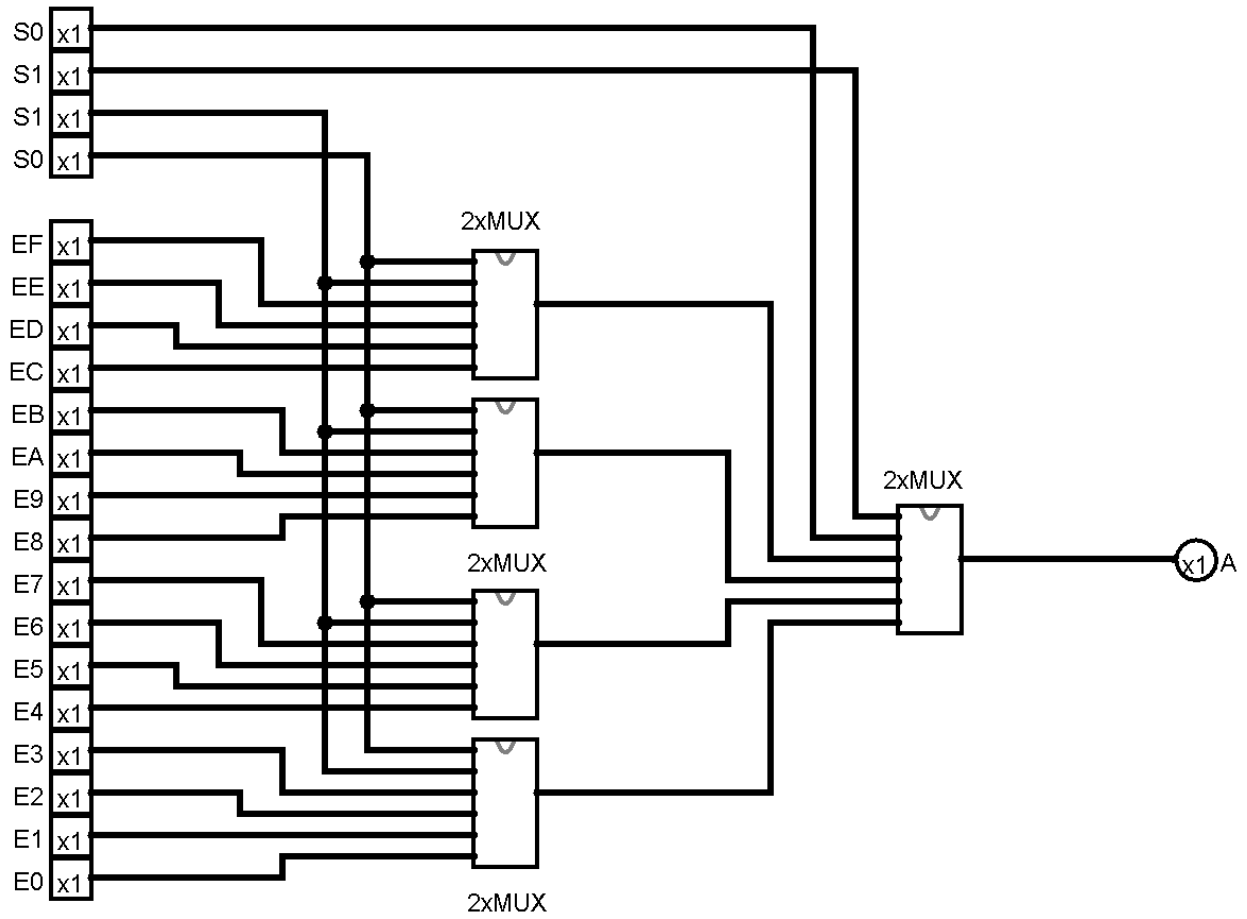 S0 x1
S1 x1
S1 x1
S0 x1
2xMUX
EF x1
EE x1
ED x1
EC x1
EB x1
EA x1
2xMUX
E9 x1
E8 x1
x1 A
2xMUX
E7 x1
E6 x1
E5 x1
E4 x1
E3 x1
E2 x1
E1 x1
E0 x1
2xMUX